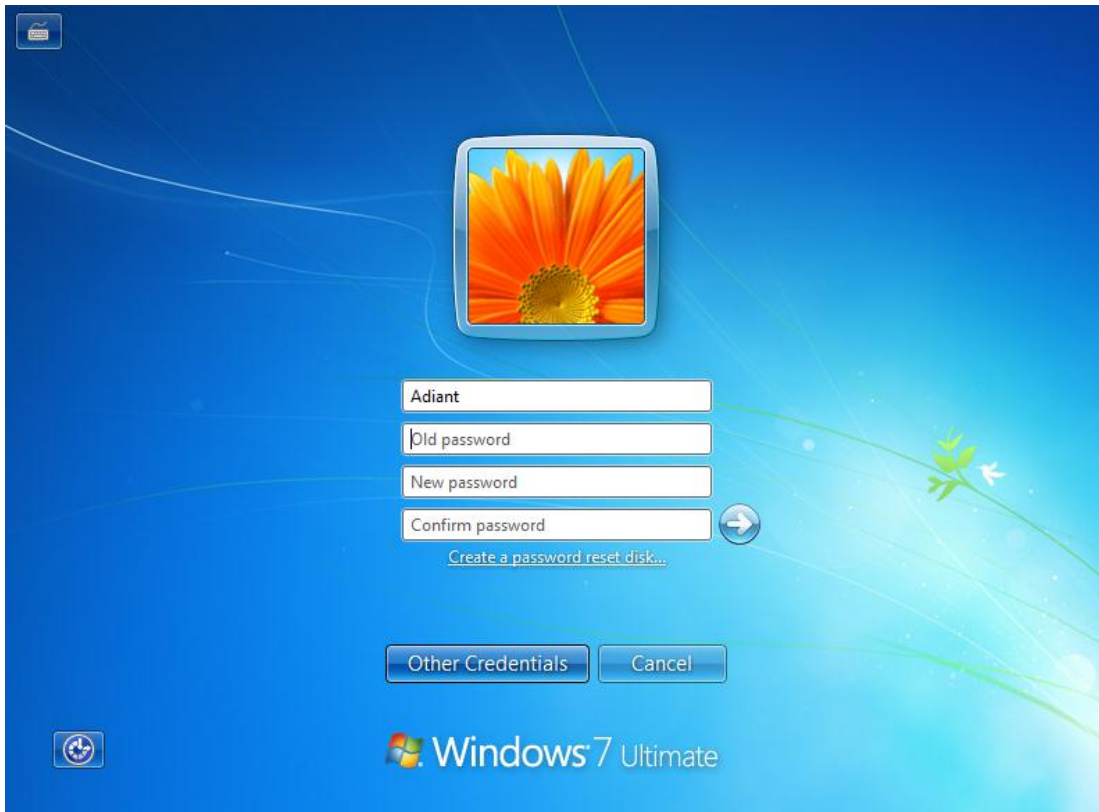 Adiant
Old password
New password
Confirm password
Create a password reset disk...
Other Credentials
Cancel
Windows 7 Ultimate